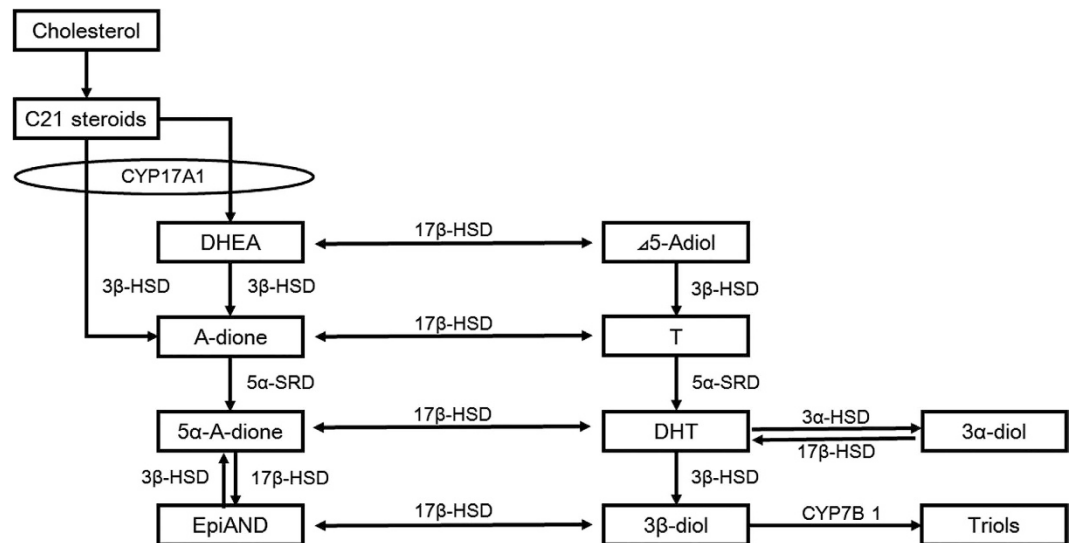 Cholesterol
C21 steroids
CYP17A1
DHEA
17β-HSD
⊿5-Adiol
3β-HSD
3β-HSD
3β-HSD
A-dione
17β-HSD
T
5α-SRD
5α-SRD
5α-A-dione
17β-HSD
DHT
3α-HSD
17β-HSD
3α-diol
3β-HSD
17β-HSD
3β-HSD
EpiAND
17β-HSD
3β-diol
CYP7B 1
Triols